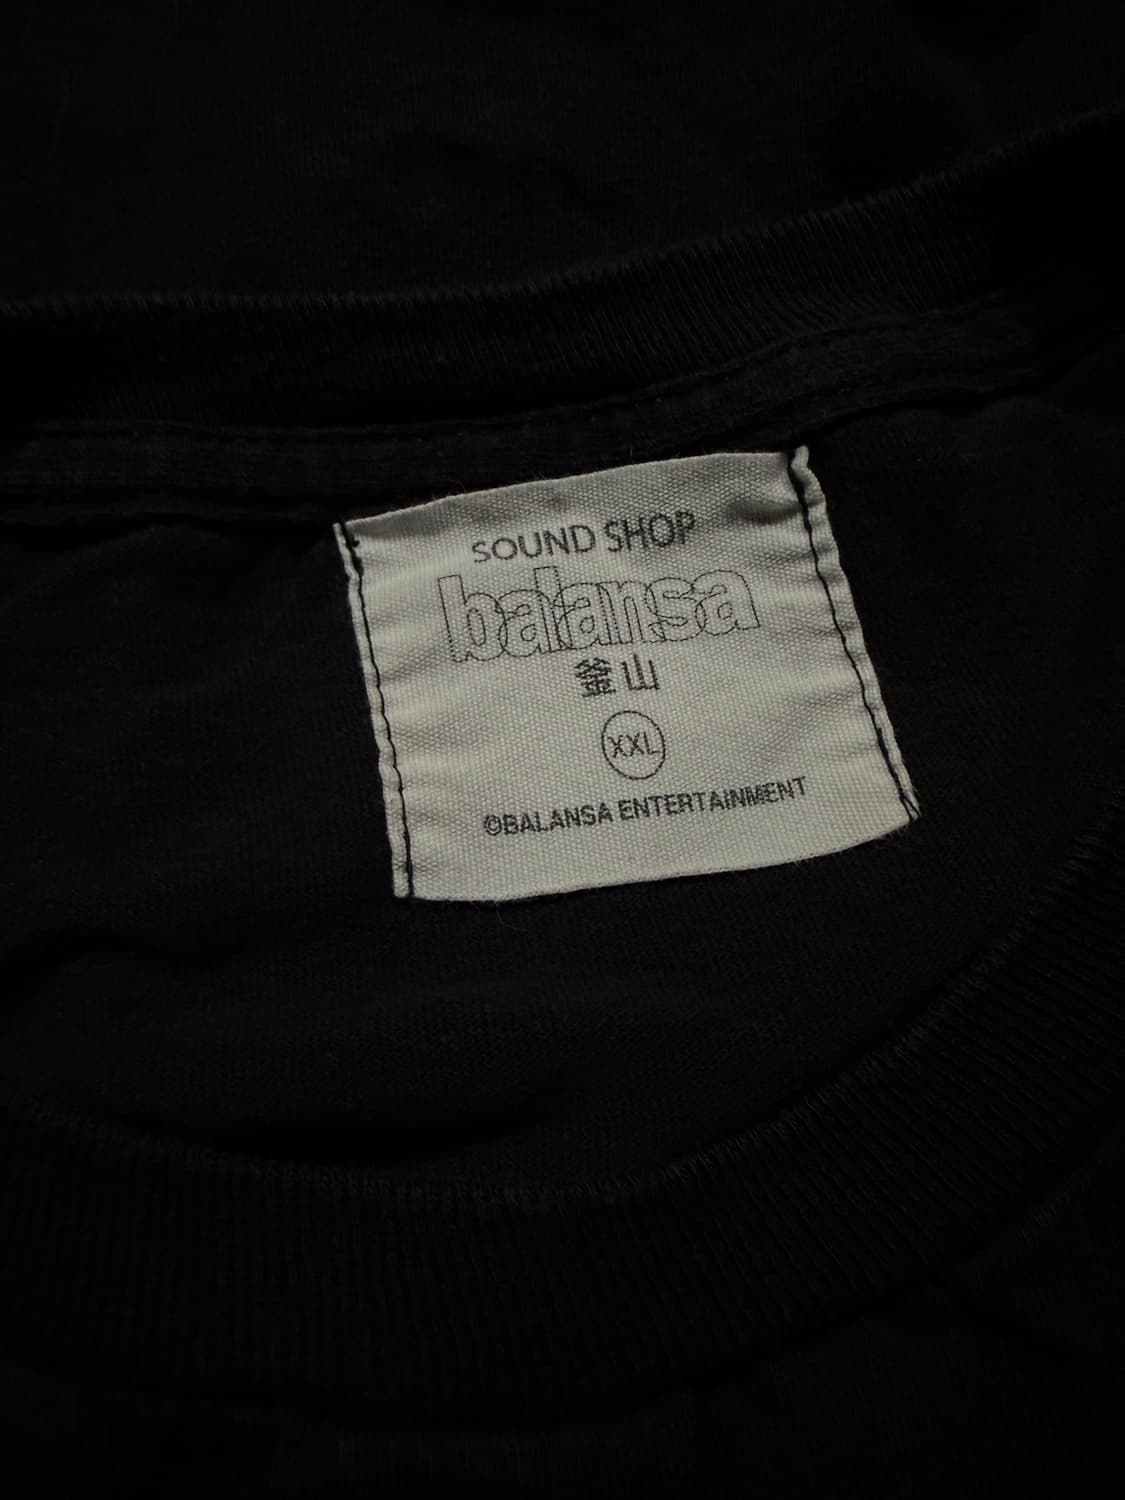 SOUND SHOP
balansa
釜山
XXL
©BALANSA ENTERTAINMENT